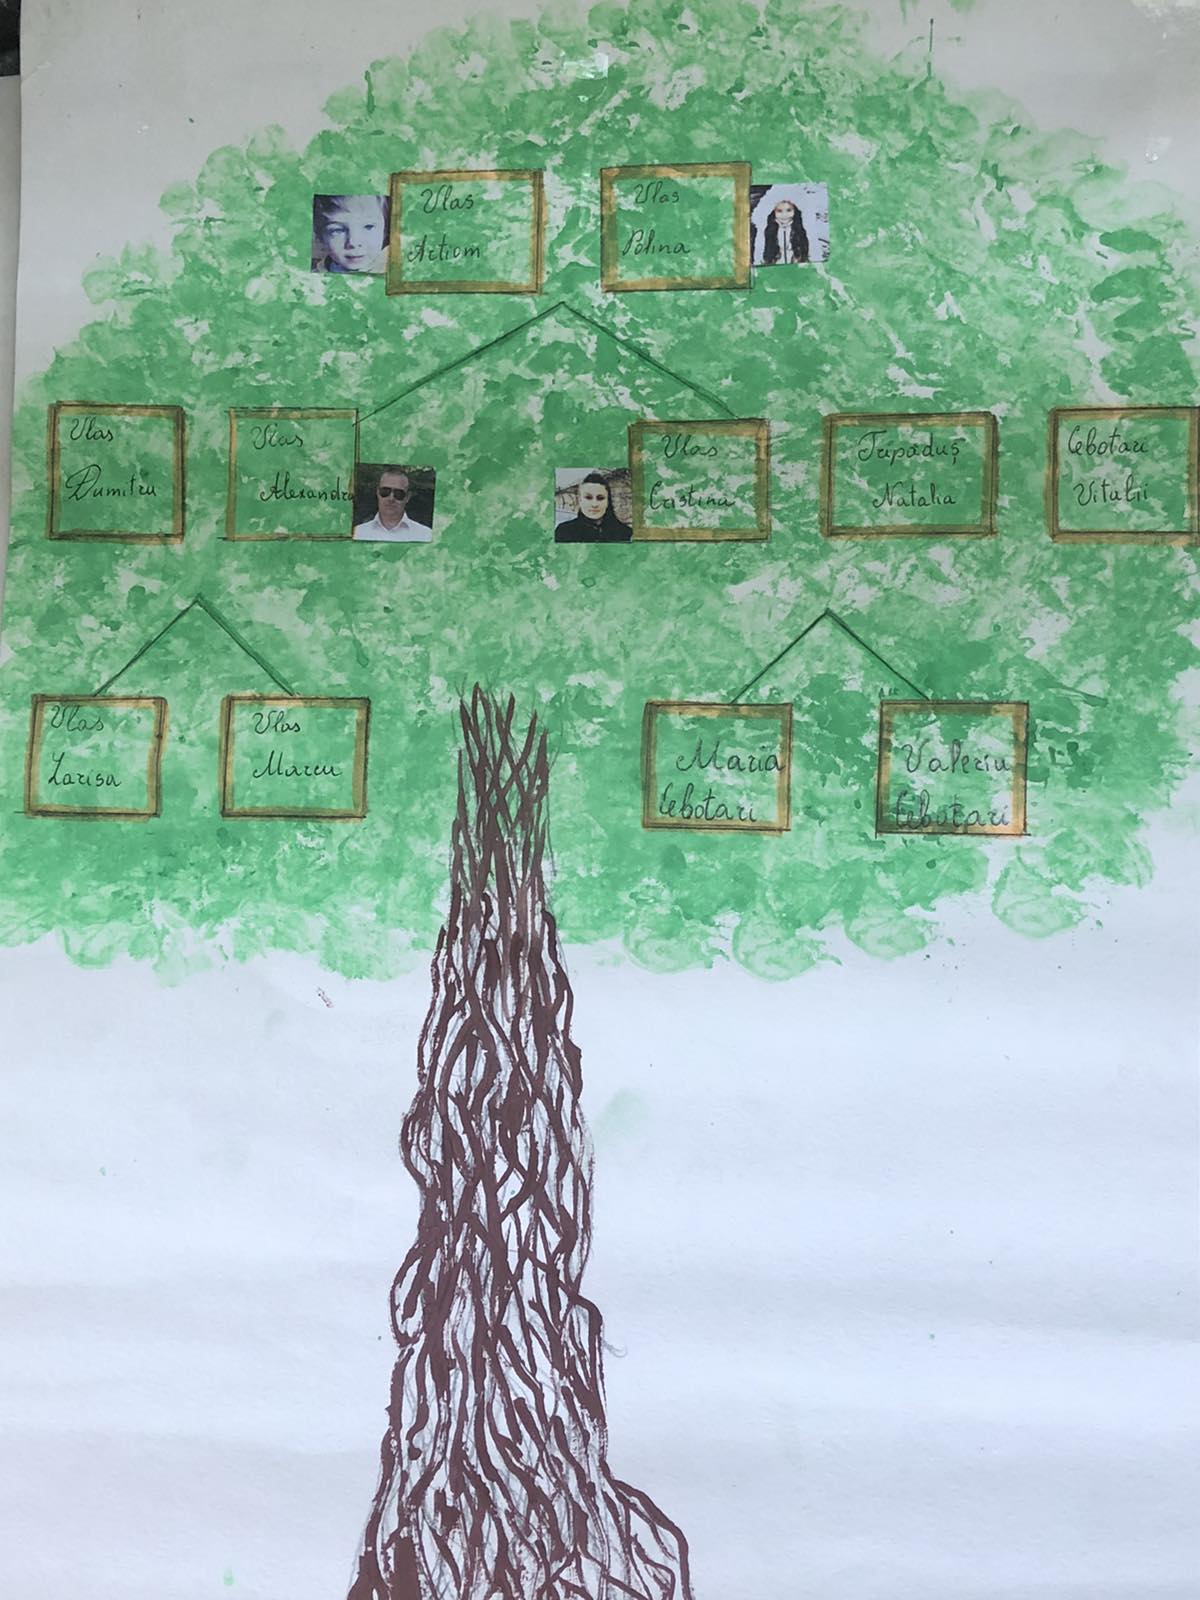 Vlas
Artiom
Vlas
Polina
Vlas
Dumitru
Vlas
Alexandru
Vlas
Cristina
Tripăduș
Natalia
Cebotari
Vitalii
Vlas
Larisa
Vlas
Marcu
Maria
Cebotari
Valeriu
Cebotari